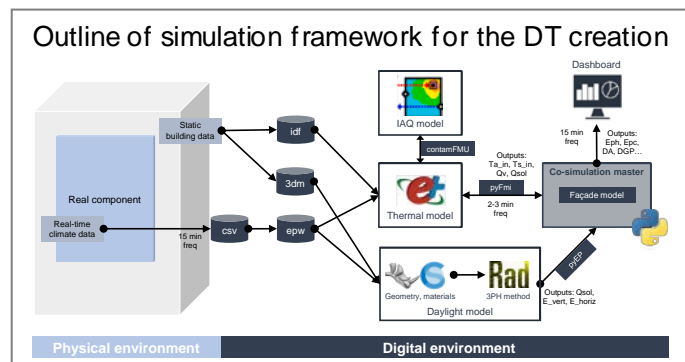 Outline of simulation framework for the DT creation
Dashboard
Static
building data
idf
IAQ model
15 min
freq
Outputs:
Eph, Epc,
DA, DGP…
contamFMU
Outputs:
Ta_in, Ts_in,
Qv, Qsol
Co-simulation master
3dm
Real component
pyFmi
Façade model
Thermal model
2-3 min
freq
Real-time
climate data
15 min
freq
csv
epw
pyEP
Rad
Geometry, materials
3PH method
Daylight model
Outputs: Qsol,
E_vert, E_horiz
Physical environment
Digital environment